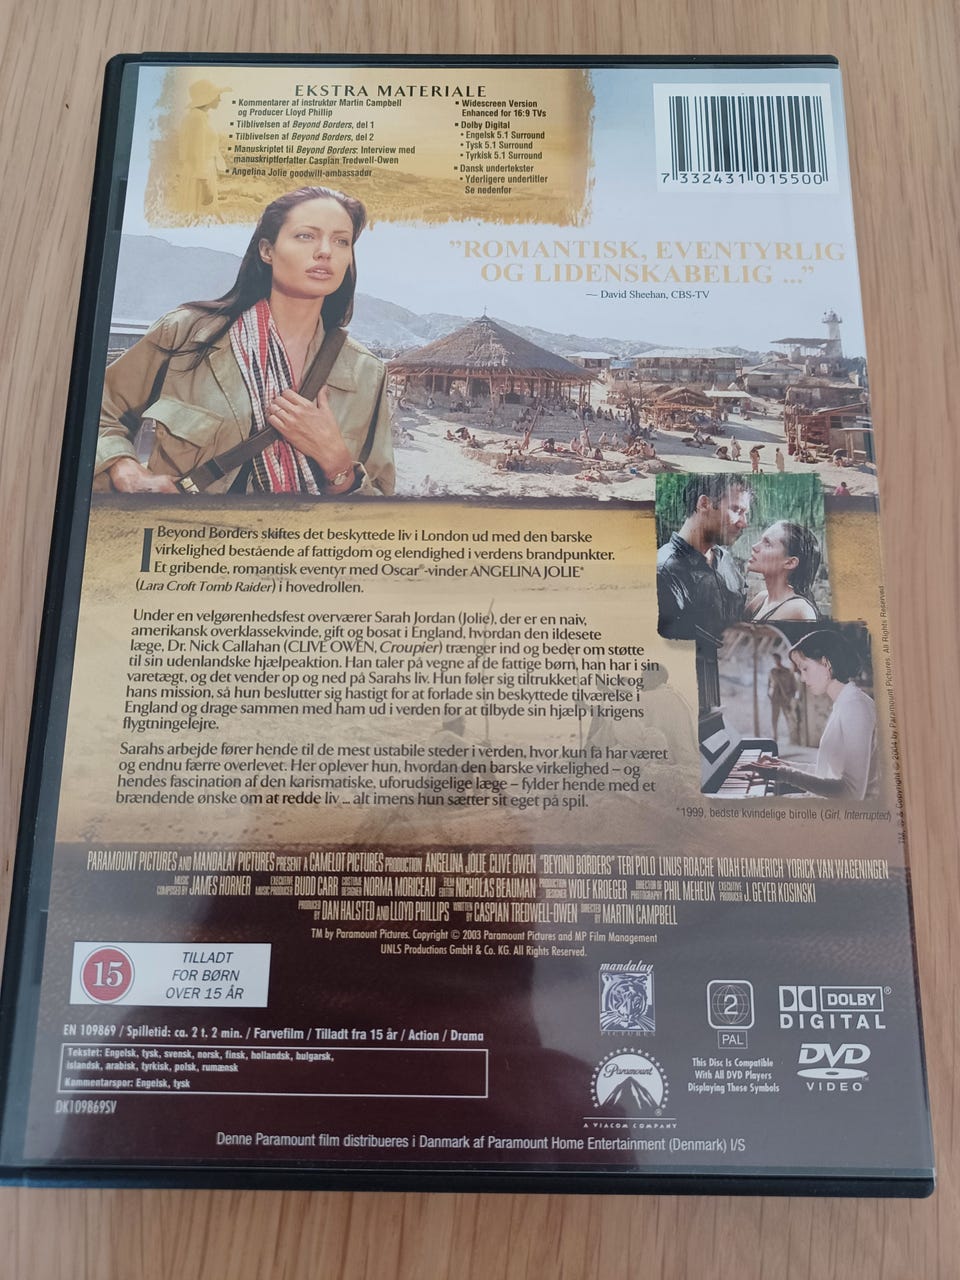 EKSTRA MATERIALE
▪ Kommentarer af instruktør Martin Campbell
og Producer Lloyd Phillip
▪ Tilblivelsen af Beyond Borders, del 1
▪ Tilblivelsen af Beyond Borders, del 2
▪ Manuskriptet til Beyond Borders: Interview med
manuskriptforfatter Caspian Tredwell-Owen
▪ Angelina Jolie goodwill-ambassadør
▪ Widescreen Version
Enhanced for 16:9 TVs
▪ Dolby Digital
• Engelsk 5.1 Surround
• Tysk 5.1 Surround
• Tyrkisk 5.1 Surround
▪ Dansk undertekster
• Yderligere undertitler
Se nedenfor
7 332431 015500
”ROMANTISK, EVENTYRLIG
OG LIDENSKABELIG ...”
— David Sheehan, CBS-TV
I Beyond Borders skiftes det beskyttede liv i London ud med den barske
virkelighed bestående af fattigdom og elendighed i verdens brandpunkter.
Et gribende, romantisk eventyr med Oscar®-vinder ANGELINA JOLIE*
(Lara Croft Tomb Raider) i hovedrollen.
Under en velgørenhedsfest overværer Sarah Jordan (Jolie), der er en naiv,
amerikansk overklassekvinde, gift og bosat i England, hvordan den ildesete
læge, Dr. Nick Callahan (CLIVE OWEN, Croupier) trænger ind og beder om støtte
til sin udenlandske hjælpeaktion. Han taler på vegne af de fattige børn, han har i sin
varetægt, og det vender op og ned på Sarahs liv. Hun føler sig tiltrukket af Nick og
hans mission, så hun beslutter sig hastigt for at forlade sin beskyttede tilværelse i
England og drage sammen med ham ud i verden for at tilbyde sin hjælp i krigens
flygtningelejre.
Sarahs arbejde fører hende til de mest ustabile steder i verden, hvor kun få har været
og endnu færre overlevet. Her oplever hun, hvordan den barske virkelighed – og
hendes fascination af den karismatiske, uforudsigelige læge – fylder hende med et
brændende ønske om at redde liv ... alt imens hun sætter sit eget på spil.
*1999, bedste kvindelige birolle (Girl, Interrupted)
TM, ® & Copyright © 2004 by Paramount Pictures. All Rights Reserved.
PARAMOUNT PICTURES AND MANDALAY PICTURES PRESENT A CAMELOT PICTURES PRODUCTION ANGELINA JOLIE CLIVE OWEN "BEYOND BORDERS" TERI POLO LINUS ROACHE NOAH EMMERICH YORICK VAN WAGENINGEN
MUSIC COMPOSED BY JAMES HORNER EXECUTIVE MUSIC PRODUCER BUDD CARR COSTUME DESIGNER NORMA MORICEAU FILM EDITOR NICHOLAS BEAUMAN PRODUCTION DESIGNER WOLF KROEGER DIRECTOR OF PHOTOGRAPHY PHIL MEHEUX EXECUTIVE PRODUCER J. GEYER KOSINSKI
PRODUCED BY DAN HALSTED AND LLOYD PHILLIPS WRITTEN BY CASPIAN TREDWELL-OWEN DIRECTED BY MARTIN CAMPBELL
TM by Paramount Pictures. Copyright © 2003 Paramount Pictures and MP Film Management
UNLS Productions GmbH & Co. KG. All Rights Reserved.
15
TILLADT
FOR BØRN
OVER 15 ÅR
mandalay
PICTURES
2
PAL
DOLBY®
DIGITAL
EN 109869 / Spilletid: ca. 2 t. 2 min. / Farvefilm / Tilladt fra 15 år / Action / Drama
Tekstet: Engelsk, tysk, svensk, norsk, finsk, hollandsk, bulgarsk,
islandsk, arabisk, tyrkisk, polsk, rumænsk
Kommentarspor: Engelsk, tysk
DK109869SV
Paramount®
A VIACOM COMPANY
This Disc Is Compatible
With All DVD Players
Displaying These Symbols
DVD™
VIDEO
Denne Paramount film distribueres i Danmark af Paramount Home Entertainment (Denmark) I/S